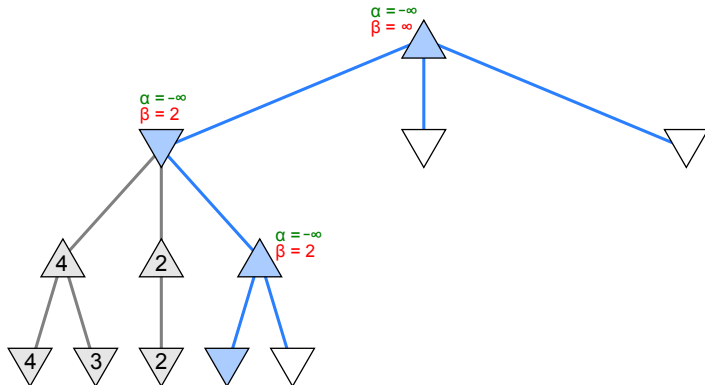 α = -∞
β = ∞
α = -∞
β = 2
α = -∞
β = 2
4
2
4
3
2